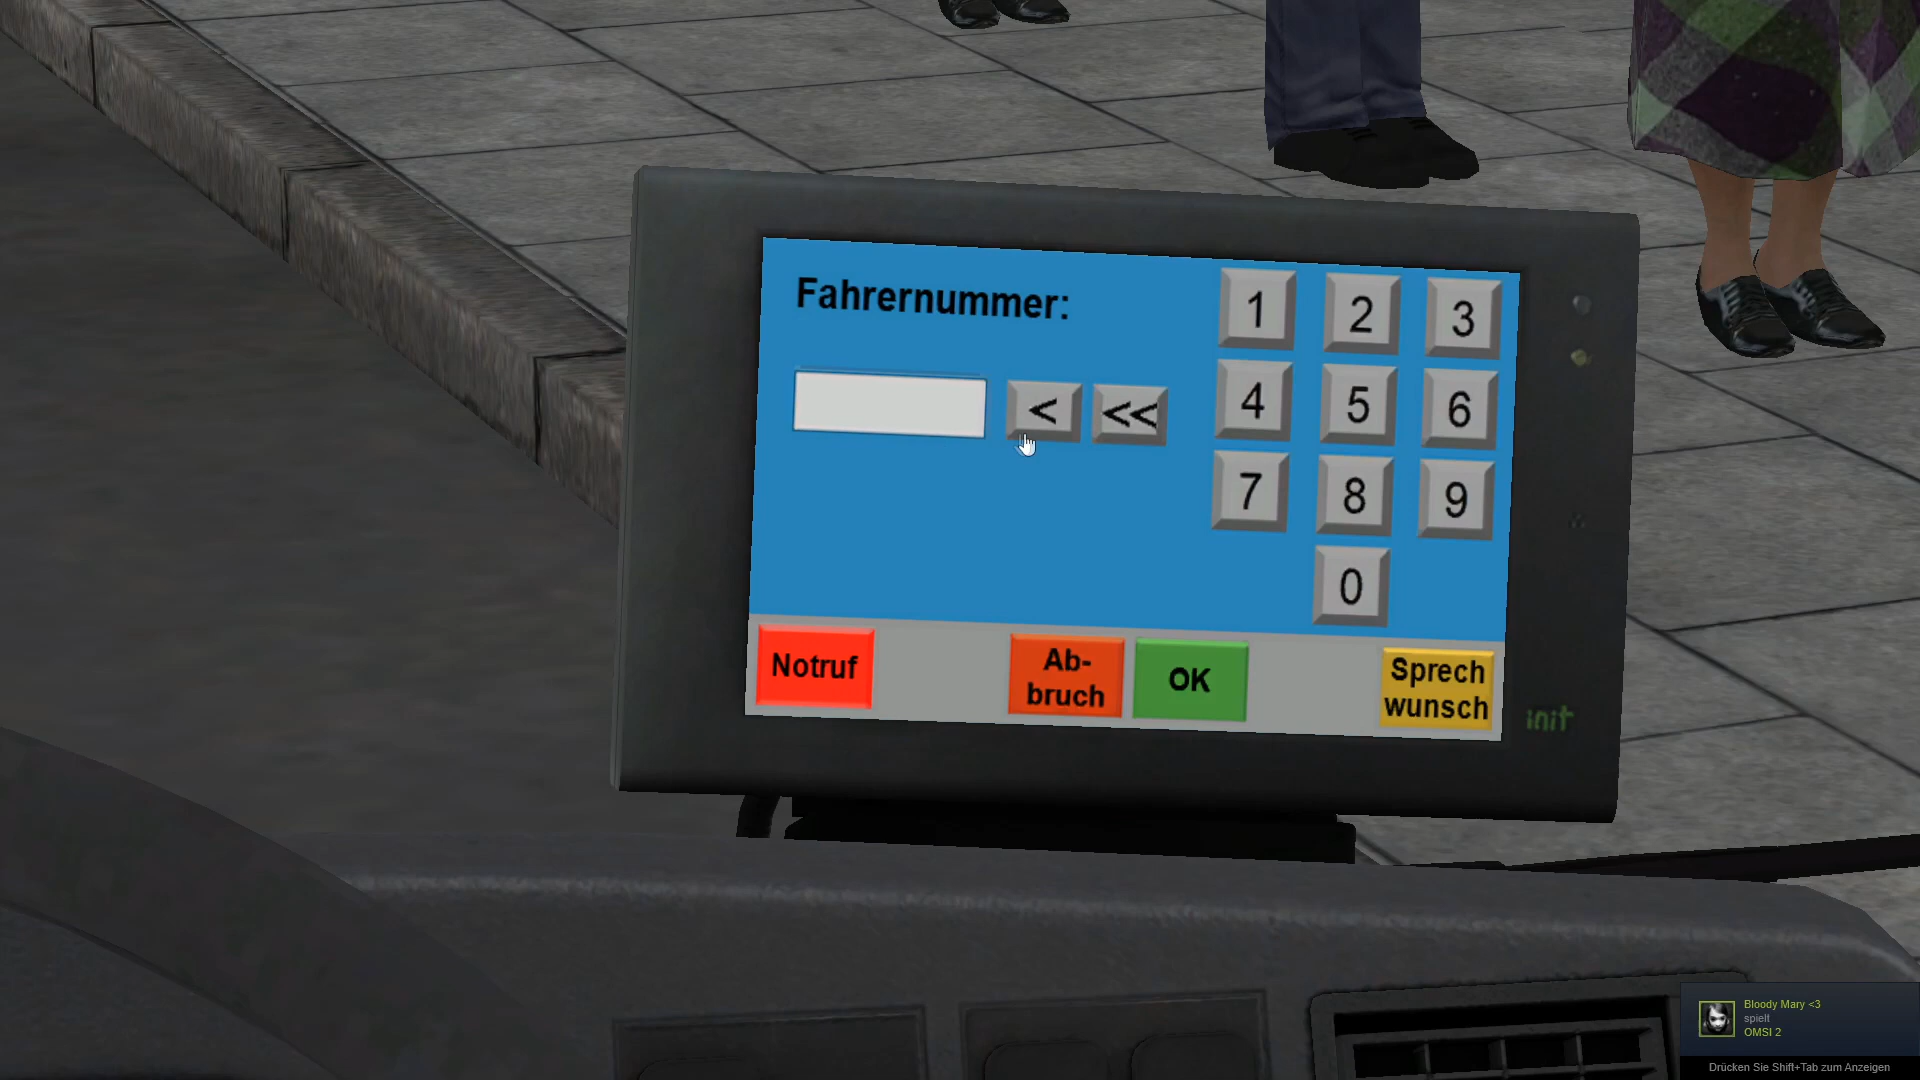 Fahrernummer:
1 2 3
< <<
4 5 6
7 8 9
0
Notruf
Ab-
bruch
OK
Sprech
wunsch
init
Bloody Mary <3
spielt
OMSI 2
Drücken Sie Shift+Tab zum Anzeigen